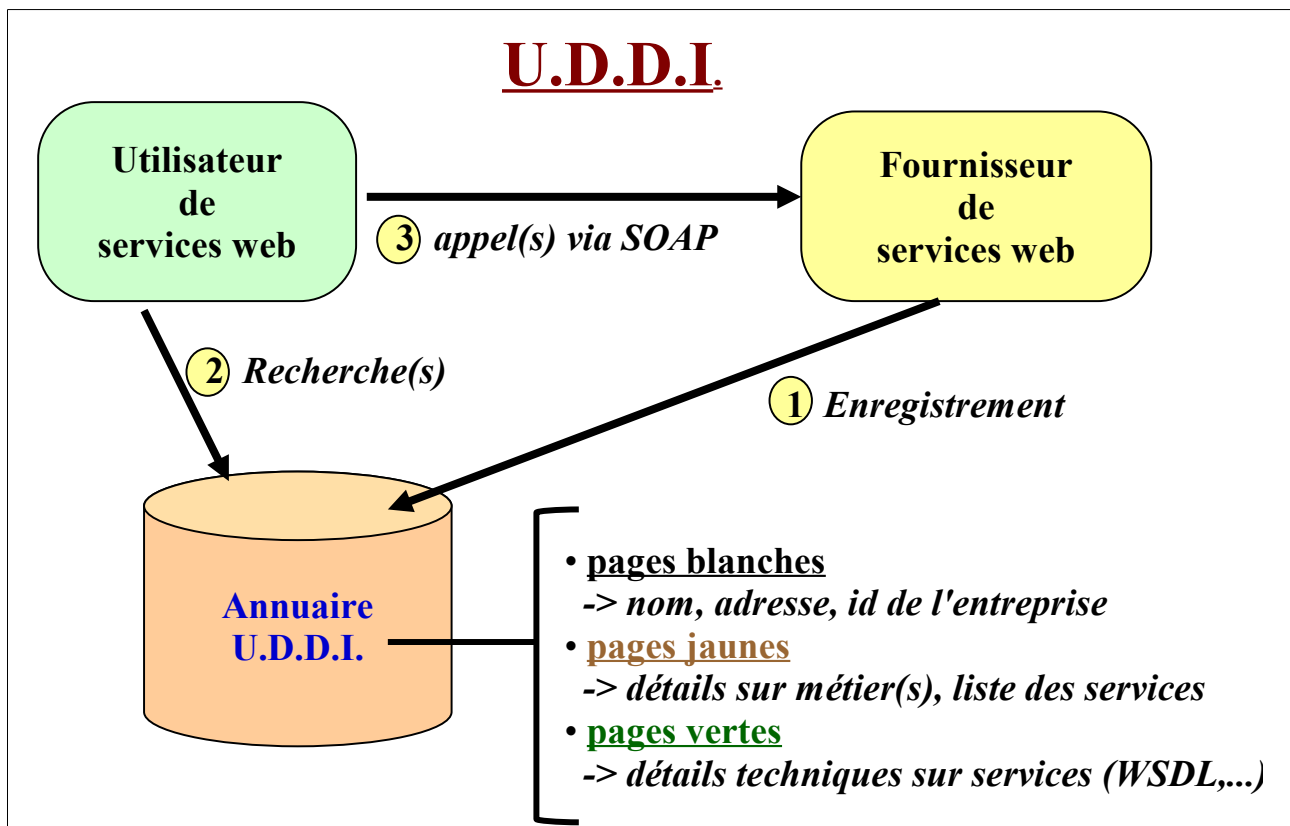 U.D.D.I.
Utilisateur
de
services web
Fournisseur
de
services web
3 appel(s) via SOAP
2 Recherche(s)
1 Enregistrement
Annuaire
U.D.D.I.
• pages blanches
-> nom, adresse, id de l'entreprise
• pages jaunes
-> détails sur métier(s), liste des services
• pages vertes
-> détails techniques sur services (WSDL,...)